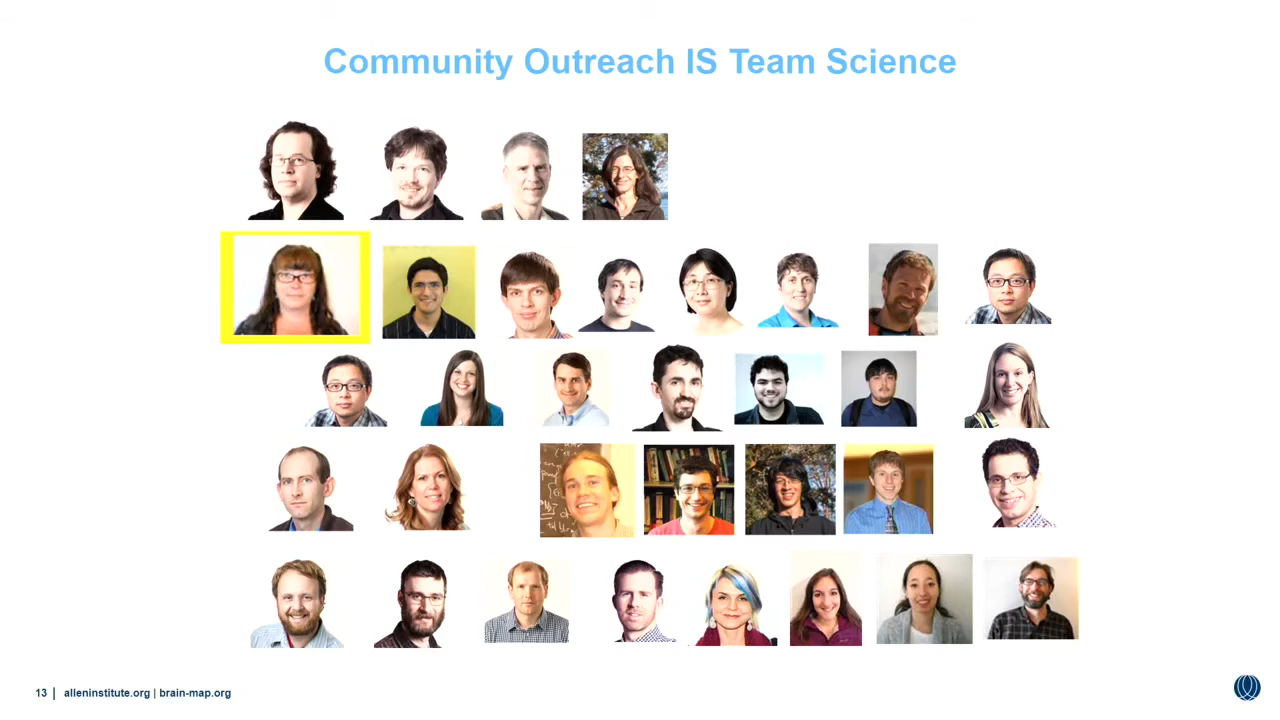 Community Outreach IS Team Science
13 | alleninstitute.org | brain-map.org